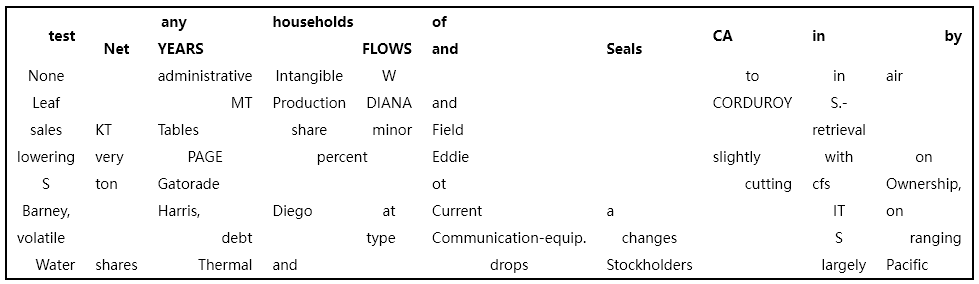 any households of
test CA in by
Net YEARS FLOWS and Seals
None administrative Intangible W to in air
Leaf MT Production DIANA and CORDUROY S.-
sales KT Tables share minor Field retrieval
lowering very PAGE percent Eddie slightly with on
S ton Gatorade ot cutting cfs Ownership,
Barney, Harris, Diego at Current a IT on
volatile debt type Communication-equip. changes S ranging
Water shares Thermal and drops Stockholders largely Pacific